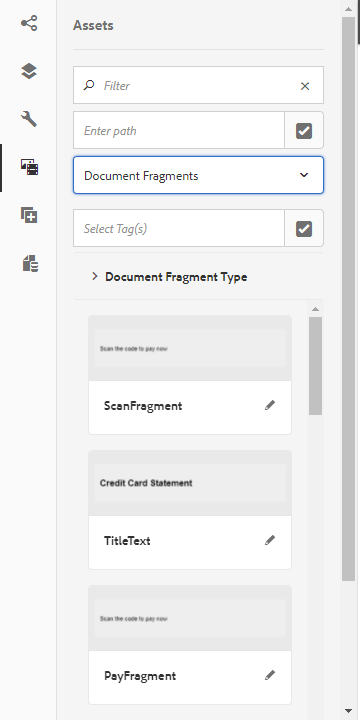 Assets
Filter
Enter path
Document Fragments
Select Tag(s)
Document Fragment Type
Scan the code to pay now
ScanFragment
Credit Card Statement
TitleText
Scan the code to pay now
PayFragment